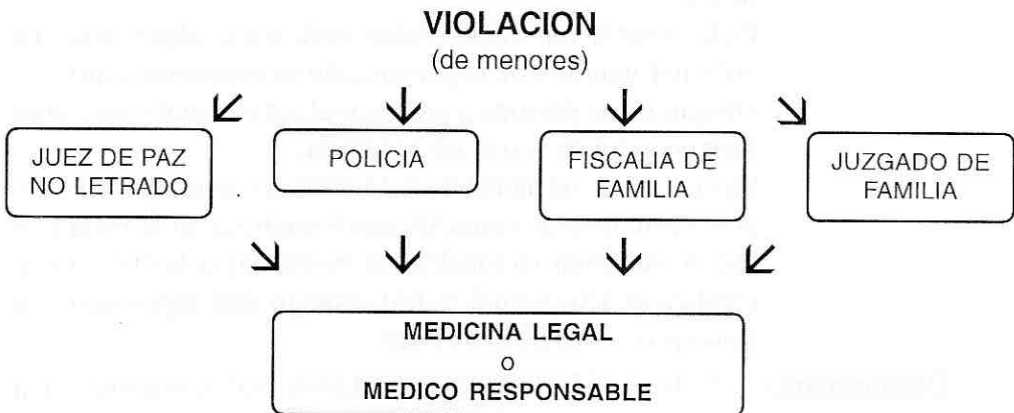 VIOLACION
(de menores)
JUEZ DE PAZ
NO LETRADO
POLICIA
FISCALIA DE
FAMILIA
JUZGADO DE
FAMILIA
MEDICINA LEGAL
O
MEDICO RESPONSABLE